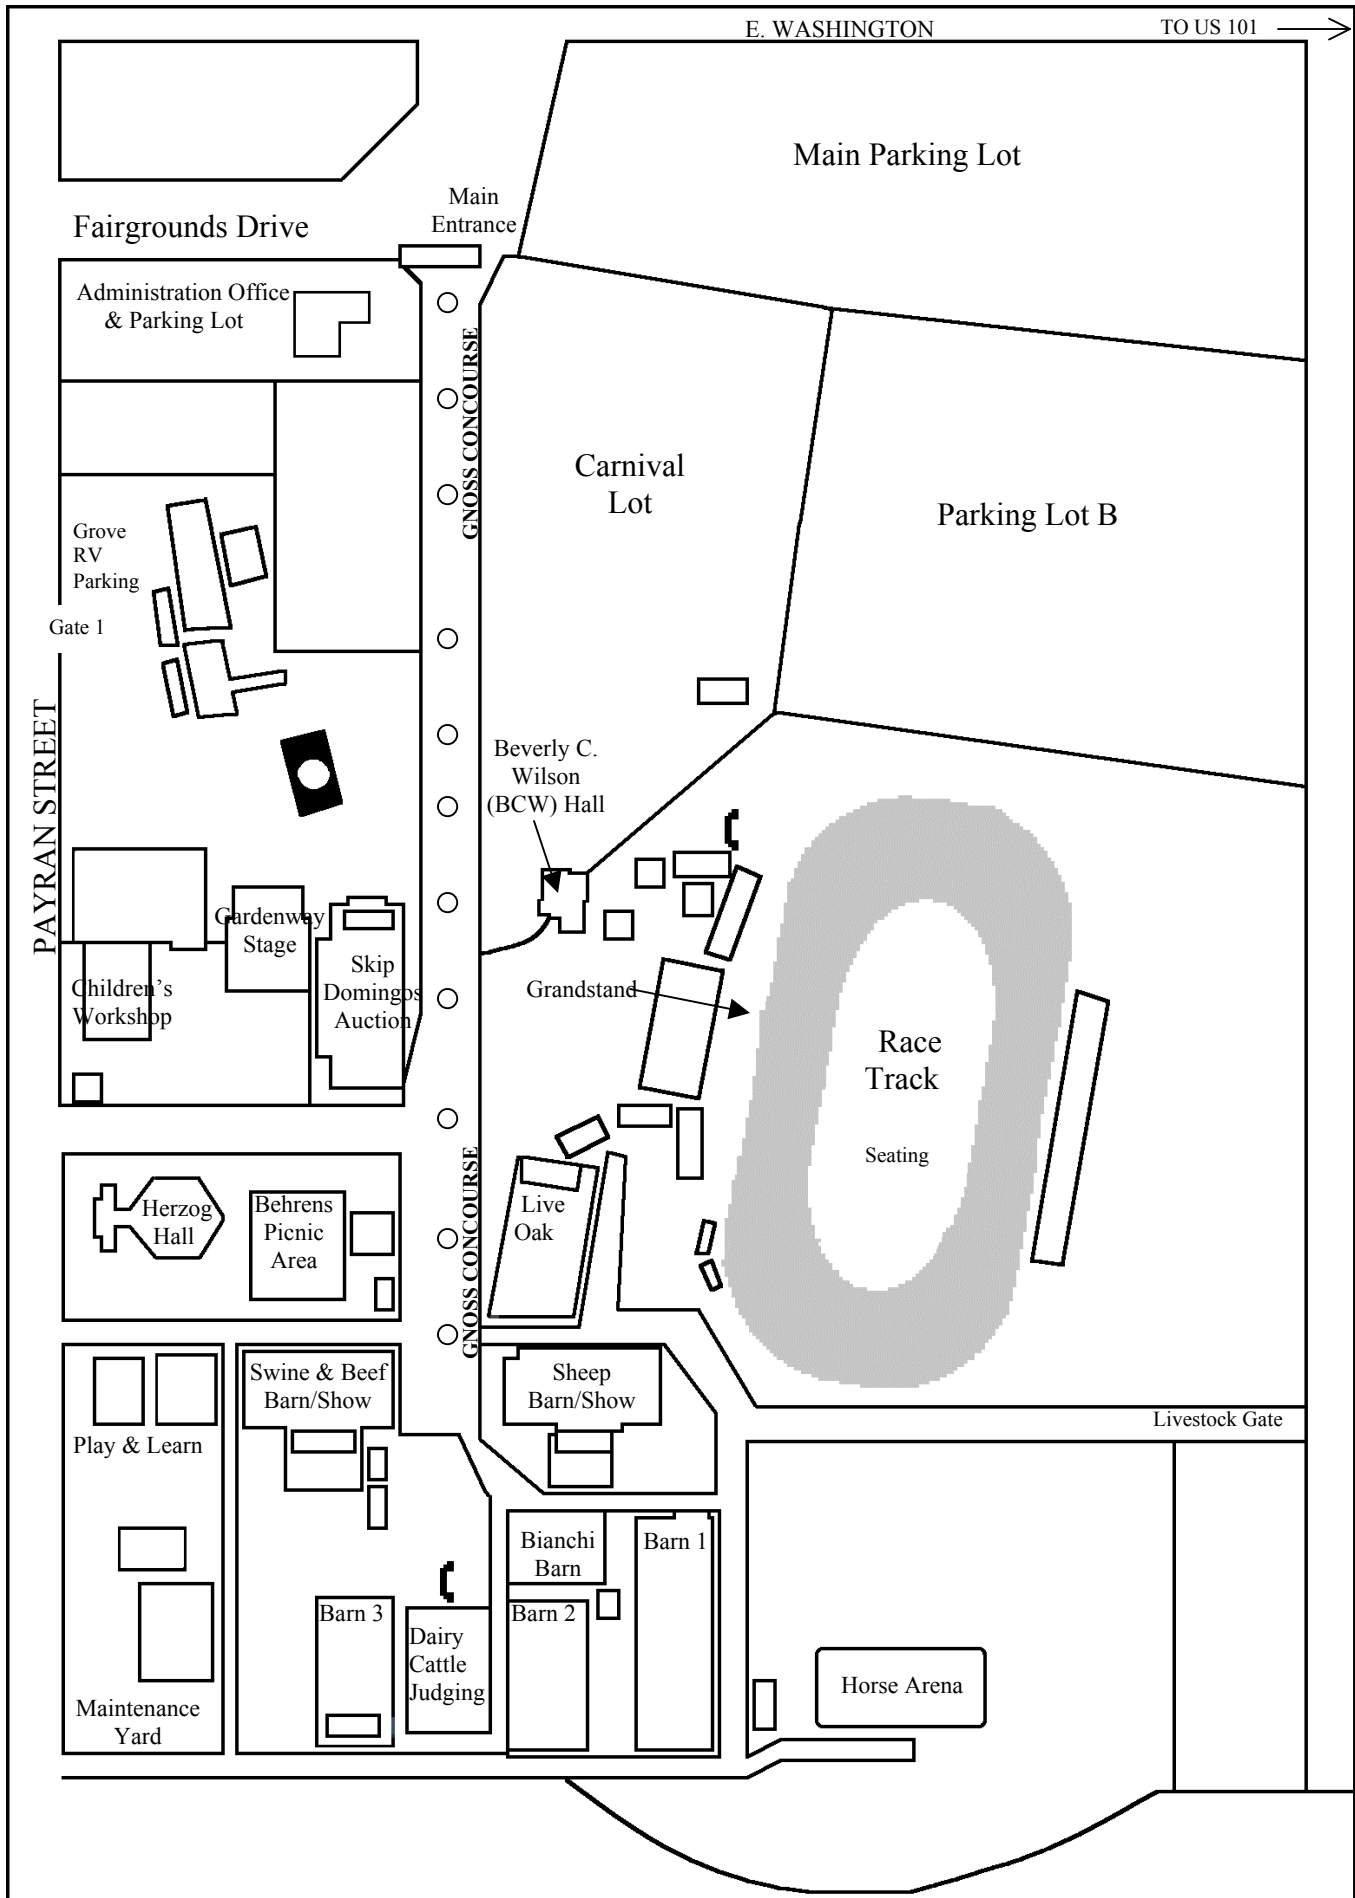 E. WASHINGTON
TO US 101
Main Parking Lot
Main
Entrance
Fairgrounds Drive
Administration Office
& Parking Lot
GNOSS CONCOURSE
Carnival
Lot
Parking Lot B
Grove
RV
Parking
Gate 1
PAYRAN STREET
Beverly C.
Wilson
(BCW) Hall
Gardenway
Stage
Skip
Domingos
Auction
Children's
Workshop
Grandstand
Race
Track
Seating
Herzog
Hall
Behrens
Picnic
Area
Live
Oak
GNOSS CONCOURSE
Swine & Beef
Barn/Show
Sheep
Barn/Show
Livestock Gate
Play & Learn
Bianchi
Barn
Barn 1
Barn 3
Barn 2
Dairy
Cattle
Judging
Horse Arena
Maintenance
Yard